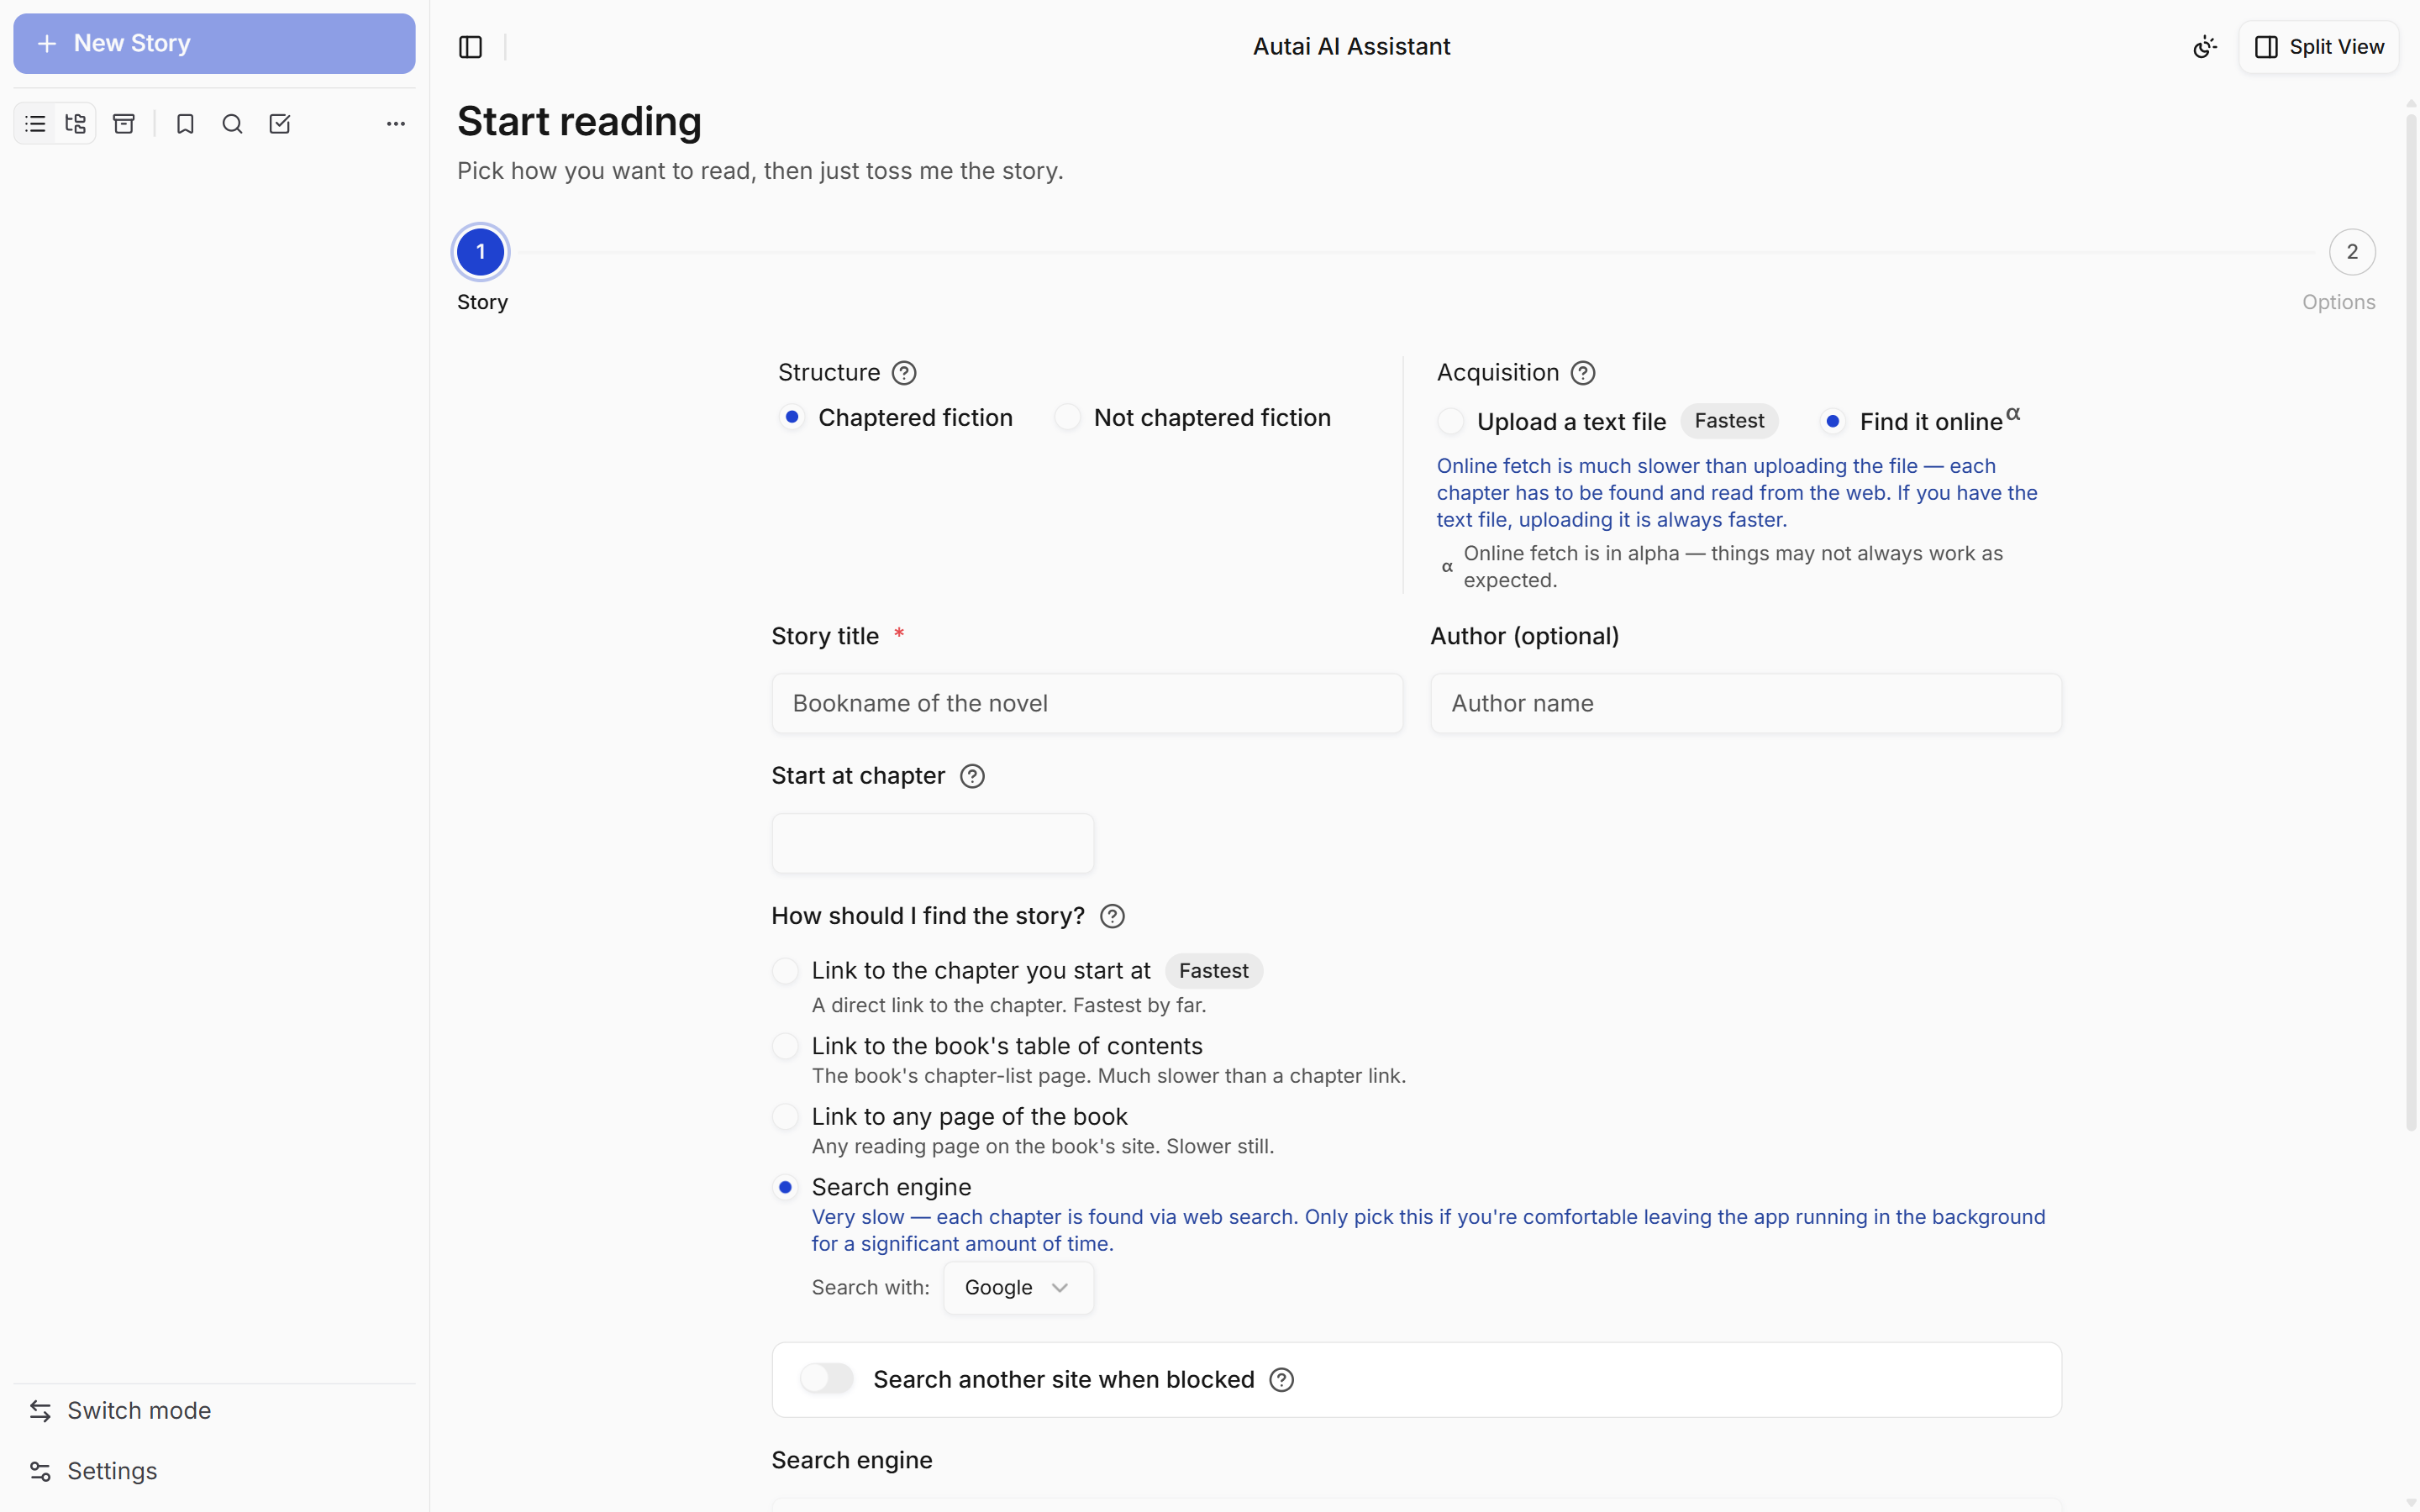 New Story
Autai AI Assistant
Split View
Start reading
Pick how you want to read, then just toss me the story.
1
2
Story
Options
Structure
Chaptered fiction
Not chaptered fiction
Acquisition
Upload a text file
Fastest
Find it online α
Online fetch is much slower than uploading the file — each
chapter has to be found and read from the web. If you have the
text file, uploading it is always faster.
α Online fetch is in alpha — things may not always work as
expected.
Story title *
Bookname of the novel
Author (optional)
Author name
Start at chapter
How should I find the story?
Link to the chapter you start at
Fastest
A direct link to the chapter. Fastest by far.
Link to the book's table of contents
The book's chapter-list page. Much slower than a chapter link.
Link to any page of the book
Any reading page on the book's site. Slower still.
Search engine
Very slow — each chapter is found via web search. Only pick this if you're comfortable leaving the app running in the background
for a significant amount of time.
Search with:
Google
Search another site when blocked
Search engine
Switch mode
Settings